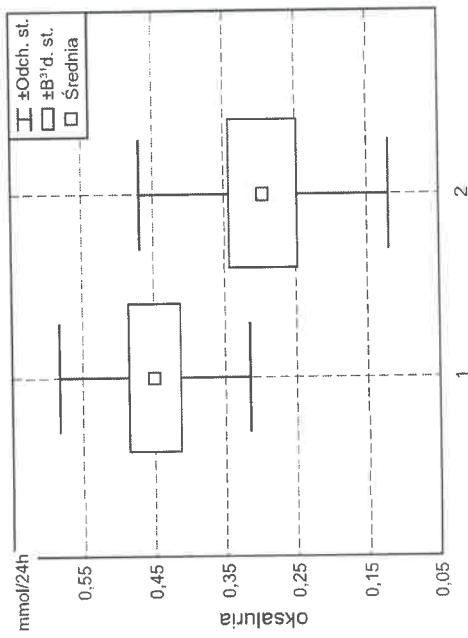 mmol/24h
±Odch. st.
±B³¹d. st.
Średnia
0,55
0,45
0,35
0,25
0,15
0,05
oksaluria
1
2